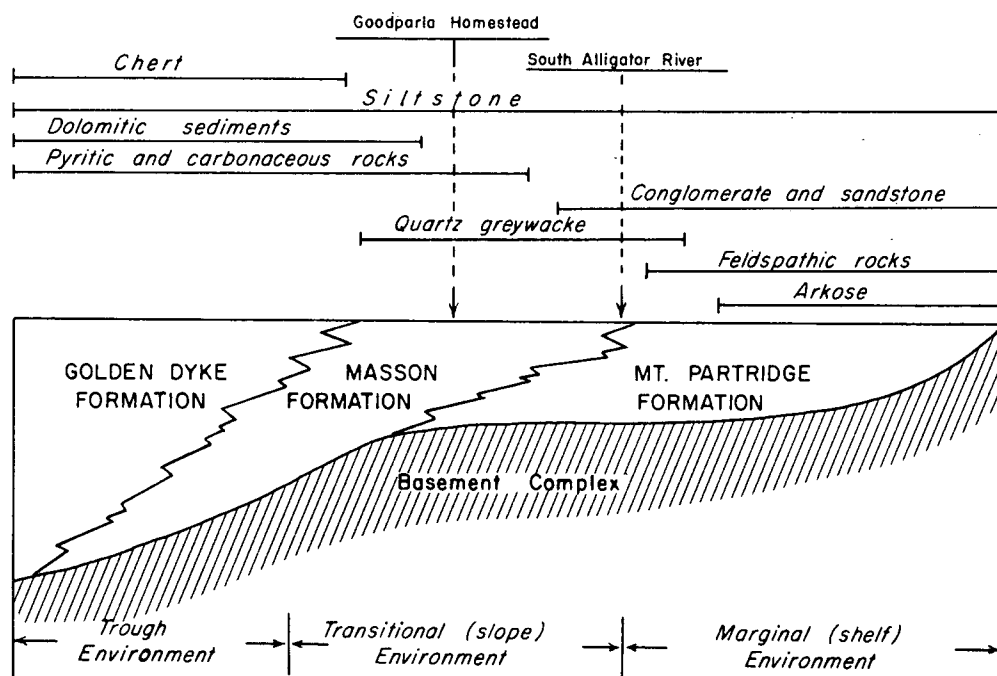 Goodparla Homestead
South Alligator River
Chert
Siltstone
Dolomitic sediments
Pyritic and carbonaceous rocks
Conglomerate and sandstone
Quartz greywacke
Feldspathic rocks
Arkose
GOLDEN DYKE
FORMATION
MASSON
FORMATION
MT. PARTRIDGE
FORMATION
Basement Complex
Trough
Environment
Transitional (slope)
Environment
Marginal (shelf)
Environment